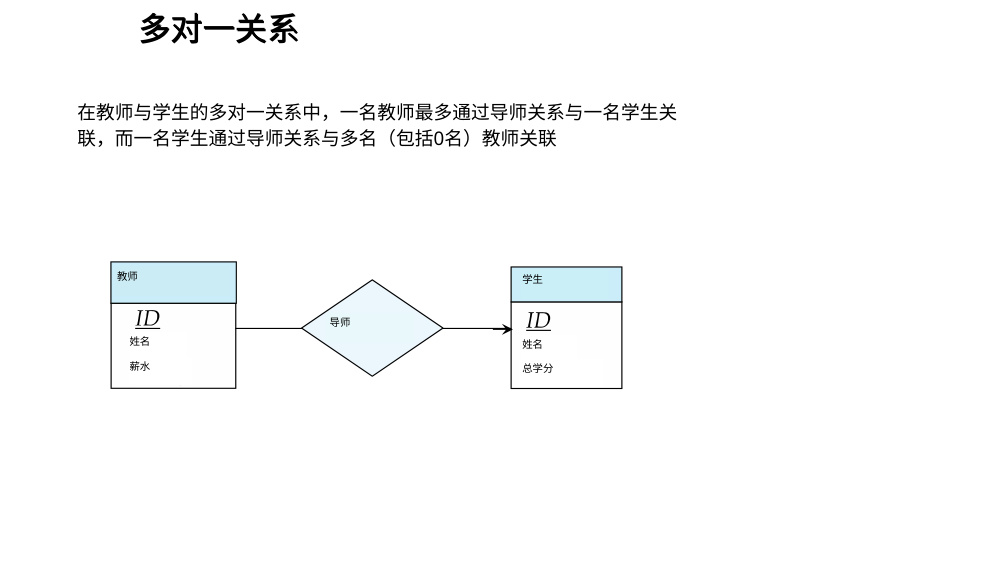 多对一关系
在教师与学生的多对一关系中，一名教师最多通过导师关系与一名学生关
联，而一名学生通过导师关系与多名（包括0名）教师关联
教师
ID
姓名
薪水
导师
学生
ID
姓名
总学分